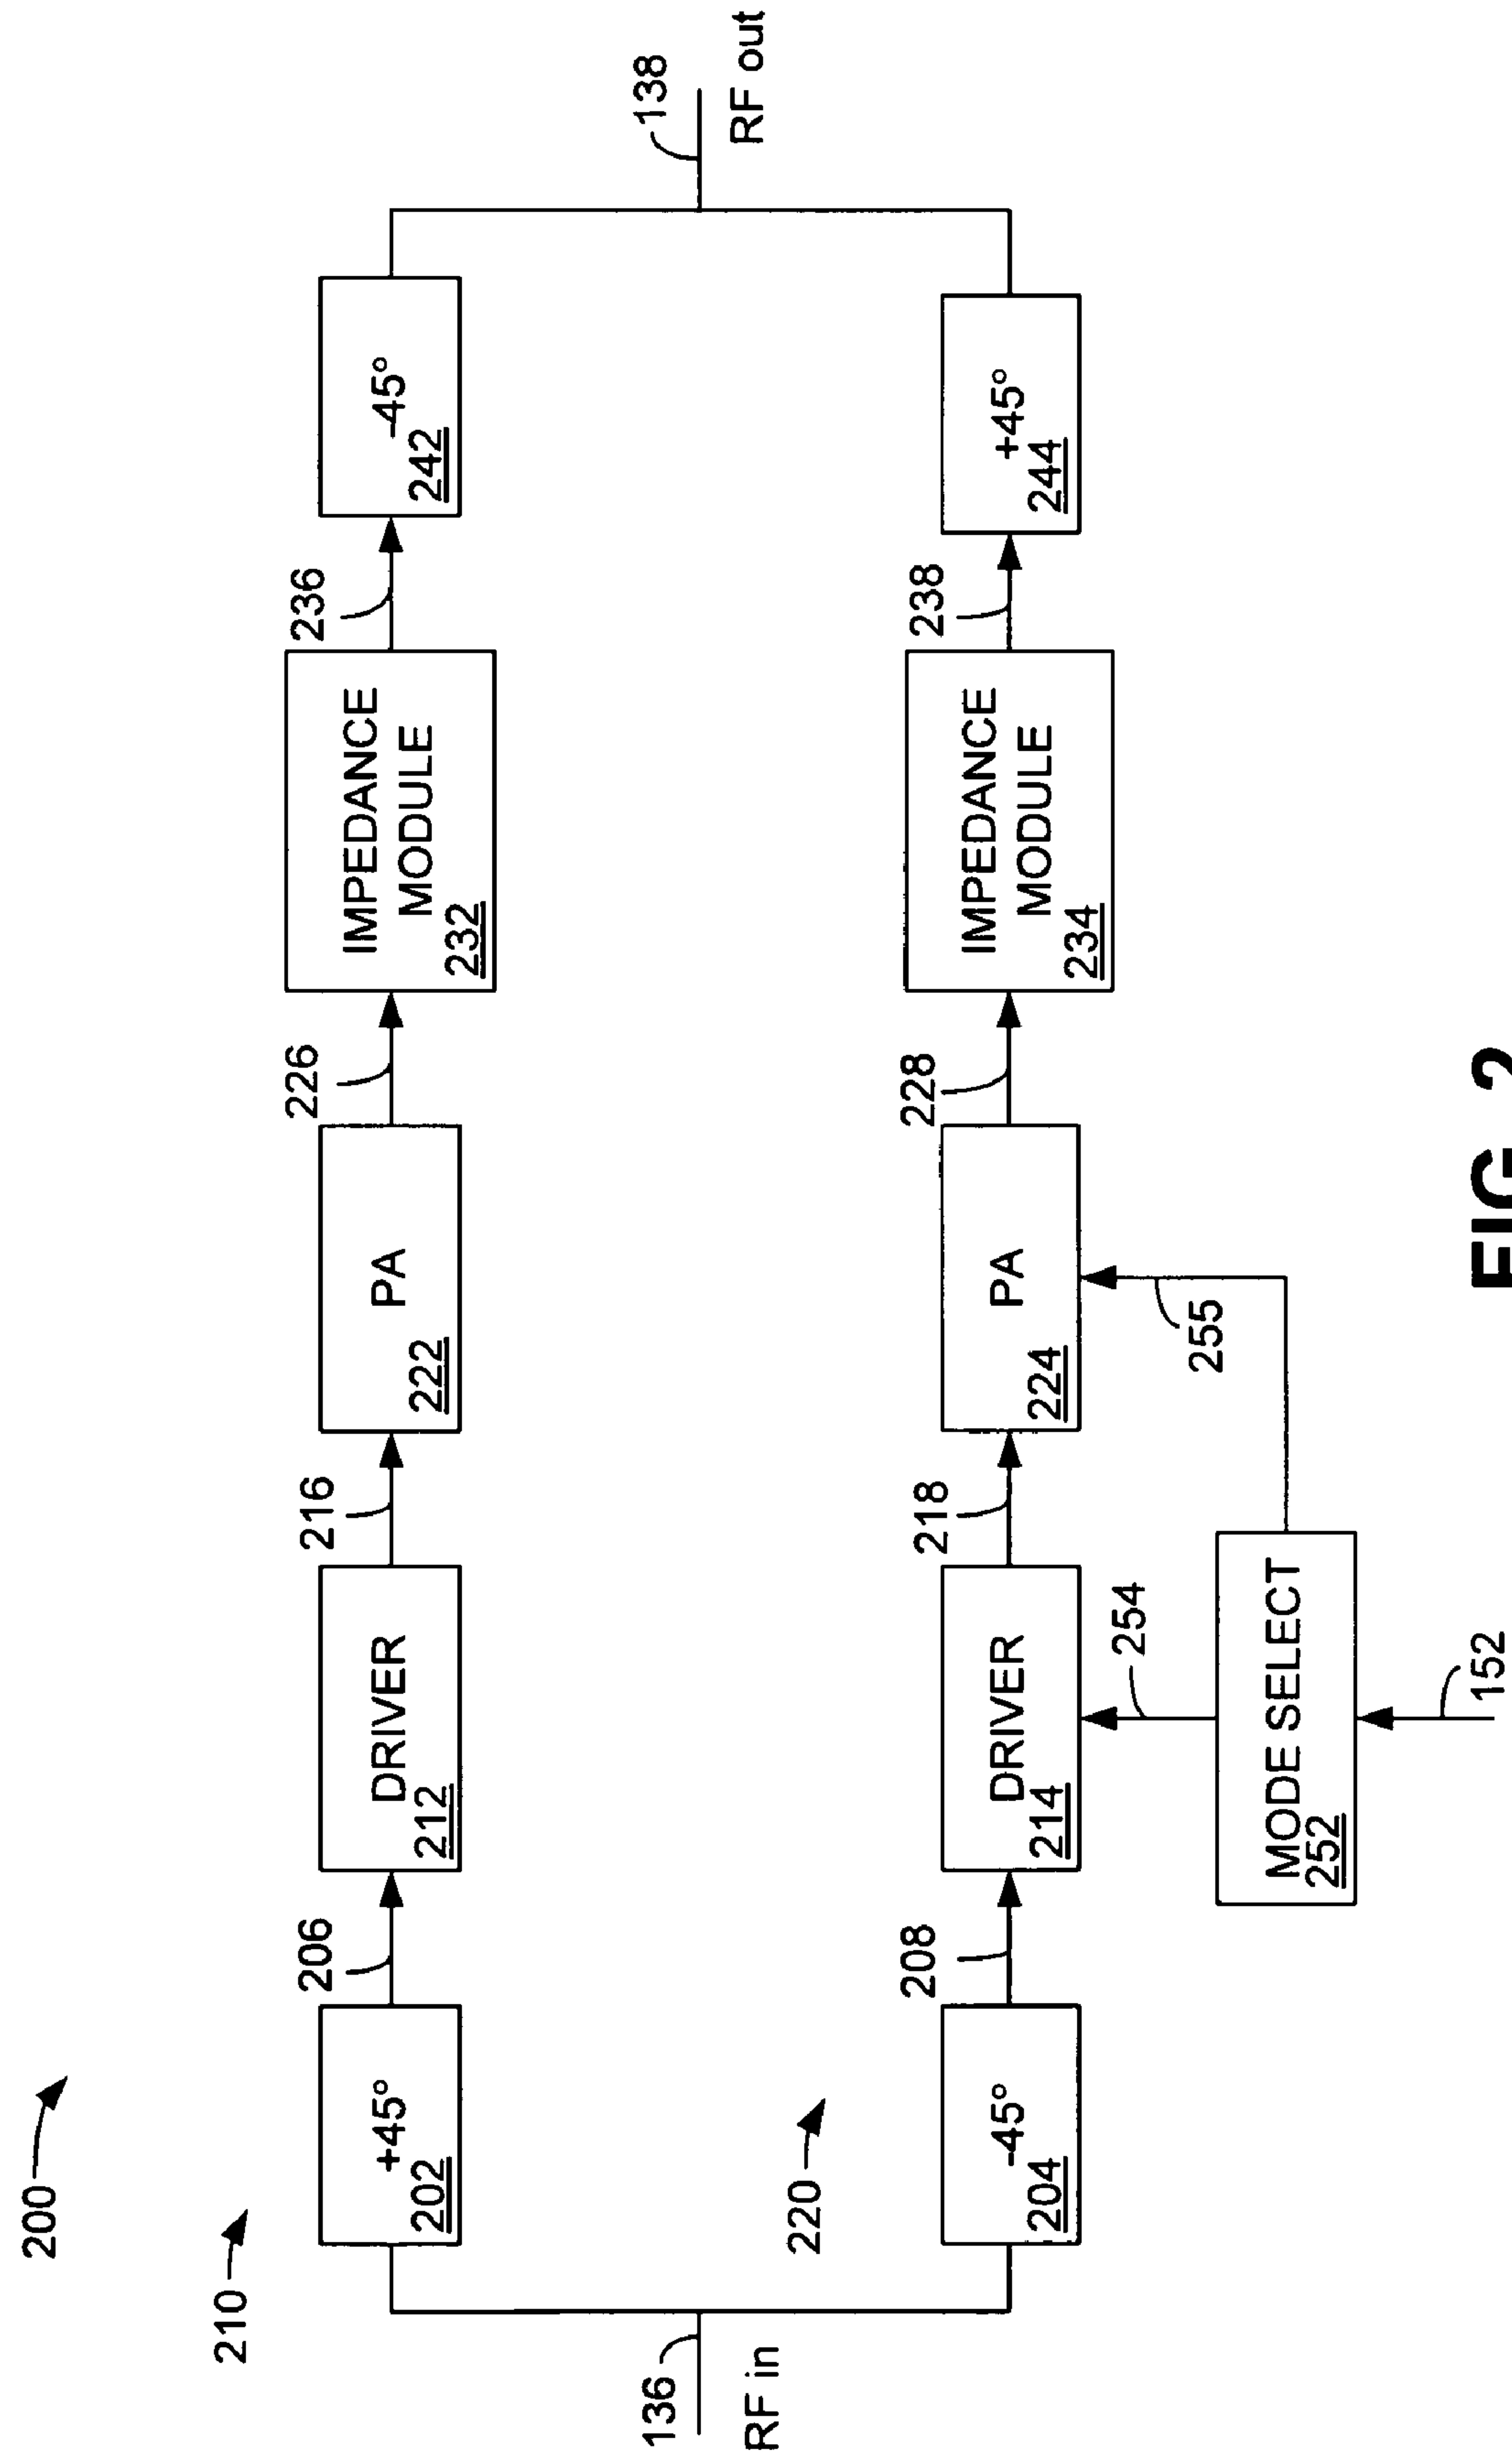 200
210
+45°
202
206
DRIVER
212
216
PA
222
226
IMPEDANCE
MODULE
232
236
-45°
242
136
RF in
138
RF out
220
-45°
204
208
DRIVER
214
218
PA
224
228
IMPEDANCE
MODULE
234
238
+45°
244
254
255
MODE SELECT
252
152
FIG. 2